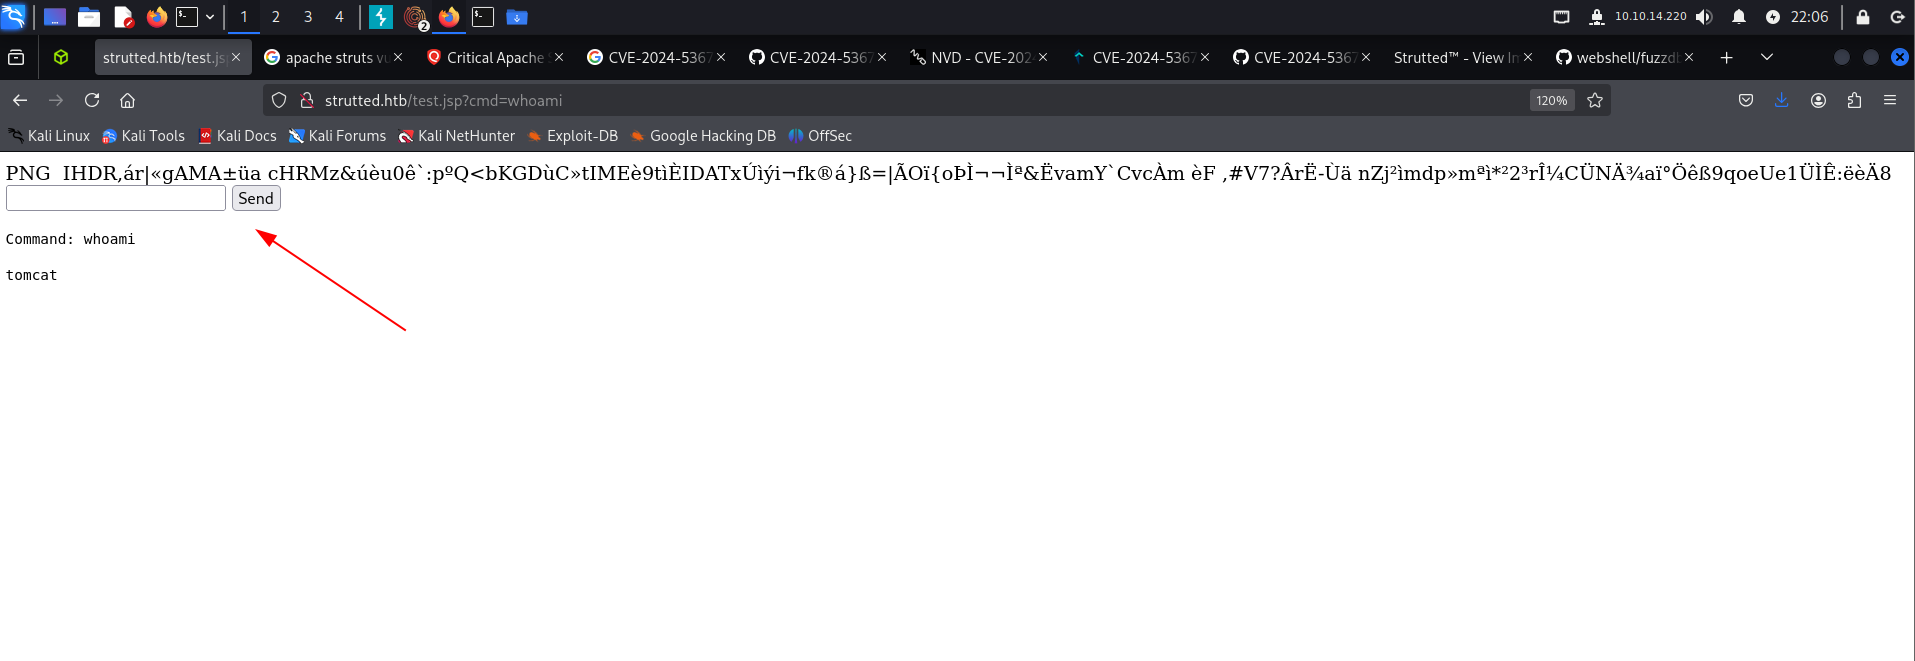 1 2 3 4 2 10.10.14.220 22:06
strutted.htb/test.js apache struts vu Critical Apache CVE-2024-5367 CVE-2024-5367 NVD - CVE-202 CVE-2024-5367 CVE-2024-5367 Strutted™ - View In webshell/fuzzdb
strutted.htb/test.jsp?cmd=whoami 120%
Kali Linux Kali Tools Kali Docs Kali Forums Kali NetHunter Exploit-DB Google Hacking DB OffSec
PNG IHDR,ár|«gAMA±üa cHRMz&úèu0ê`:pºQ<bKGDùC»tIMEè9tìÈIDATxÚìýi¬fk®á}ß=|ÃOï{oÞÌ¬¬Ìª&ËvamY`CvcÀm èF ,#V7?ÂrË-Ùä nZj²ìmdp»mªì*²2³rÎ¼CÜNÄ¾aï°Öêß9qoeUe1ÜÌÊ:ëèÄ8
Send
Command: whoami
tomcat